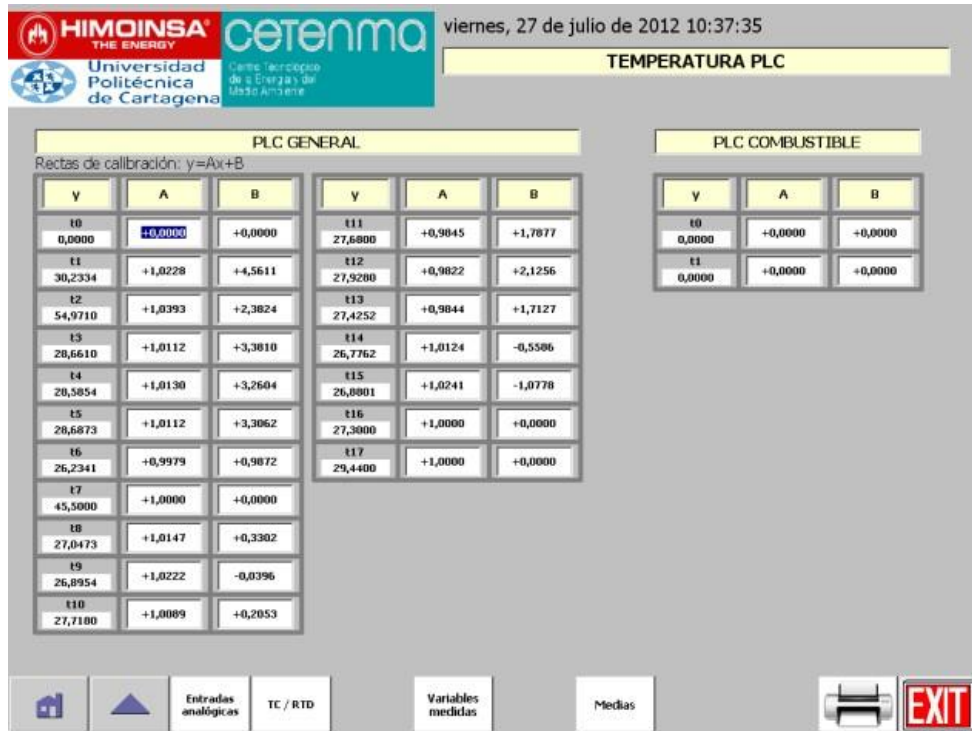 HIMOINSA
THE ENERGY
cetenma
viernes, 27 de julio de 2012 10:37:35
TEMPERATURA PLC
Universidad
Politécnica
de Cartagena
Centro Tecnológico
de la Energía y del
Medio Ambiente
PLC GENERAL
PLC COMBUSTIBLE
Rectas de calibración: y=Ax+B
y A B y A B y A B
t0 t11 t0
0,0000 +0,0000 +0,0000 27,6800 +0,9845 +1,7877 0,0000 +0,0000 +0,0000
t1 t12 t1
30,2334 +1,0228 +4,5611 27,9280 +0,9822 +2,1256 0,0000 +0,0000 +0,0000
t2 t13
54,9710 +1,0393 +2,3824 27,4252 +0,9844 +1,7127
t3 t14
28,6610 +1,0112 +3,3810 26,7762 +1,0124 -0,5586
t4 t15
28,5854 +1,0130 +3,2604 26,8801 +1,0241 -1,0778
t5 t16
28,6873 +1,0112 +3,3062 27,3000 +1,0000 +0,0000
t6 t17
26,2341 +0,9979 +0,9872 29,4400 +1,0000 +0,0000
t7
45,5000 +1,0000 +0,0000
t8
27,0473 +1,0147 +0,3302
t9
26,8954 +1,0222 -0,0396
t10
27,7180 +1,0089 +0,2053
Entradas
analógicas
TC / RTD
Variables
medidas
Medias
EXIT